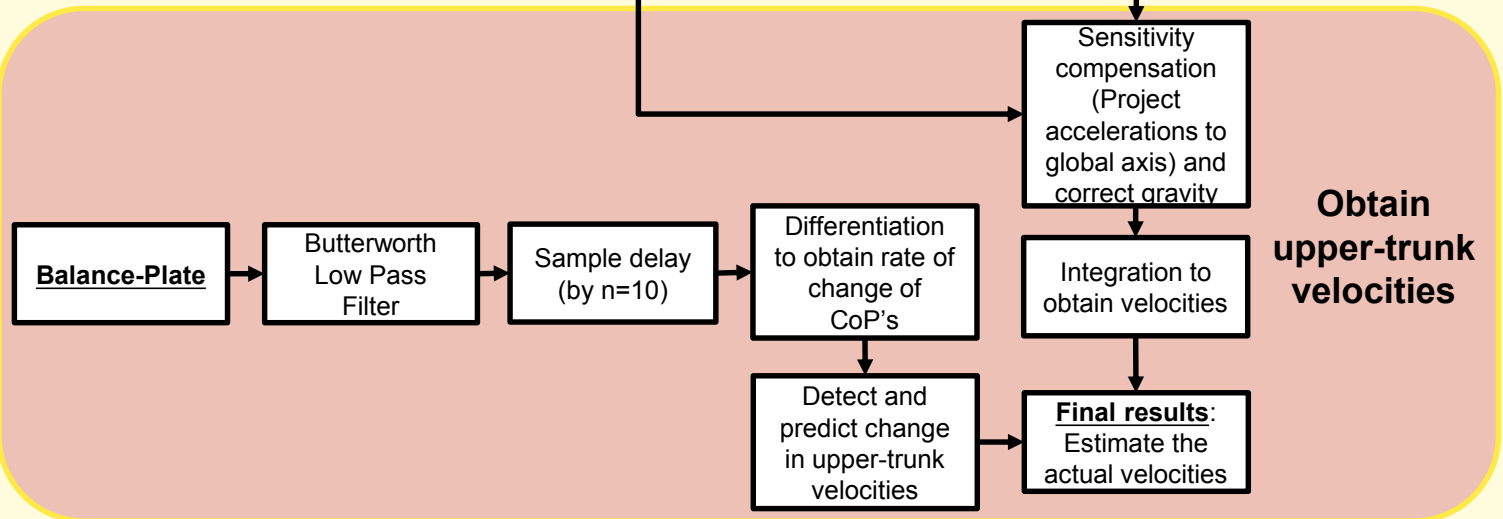 Sensitivity
compensation
(Project
accelerations to
global axis) and
correct gravity
Obtain
upper-trunk
velocities
Balance-Plate
Butterworth
Low Pass
Filter
Sample delay
(by n=10)
Differentiation
to obtain rate of
change of
CoP’s
Integration to
obtain velocities
Detect and
predict change
in upper-trunk
velocities
Final results:
Estimate the
actual velocities